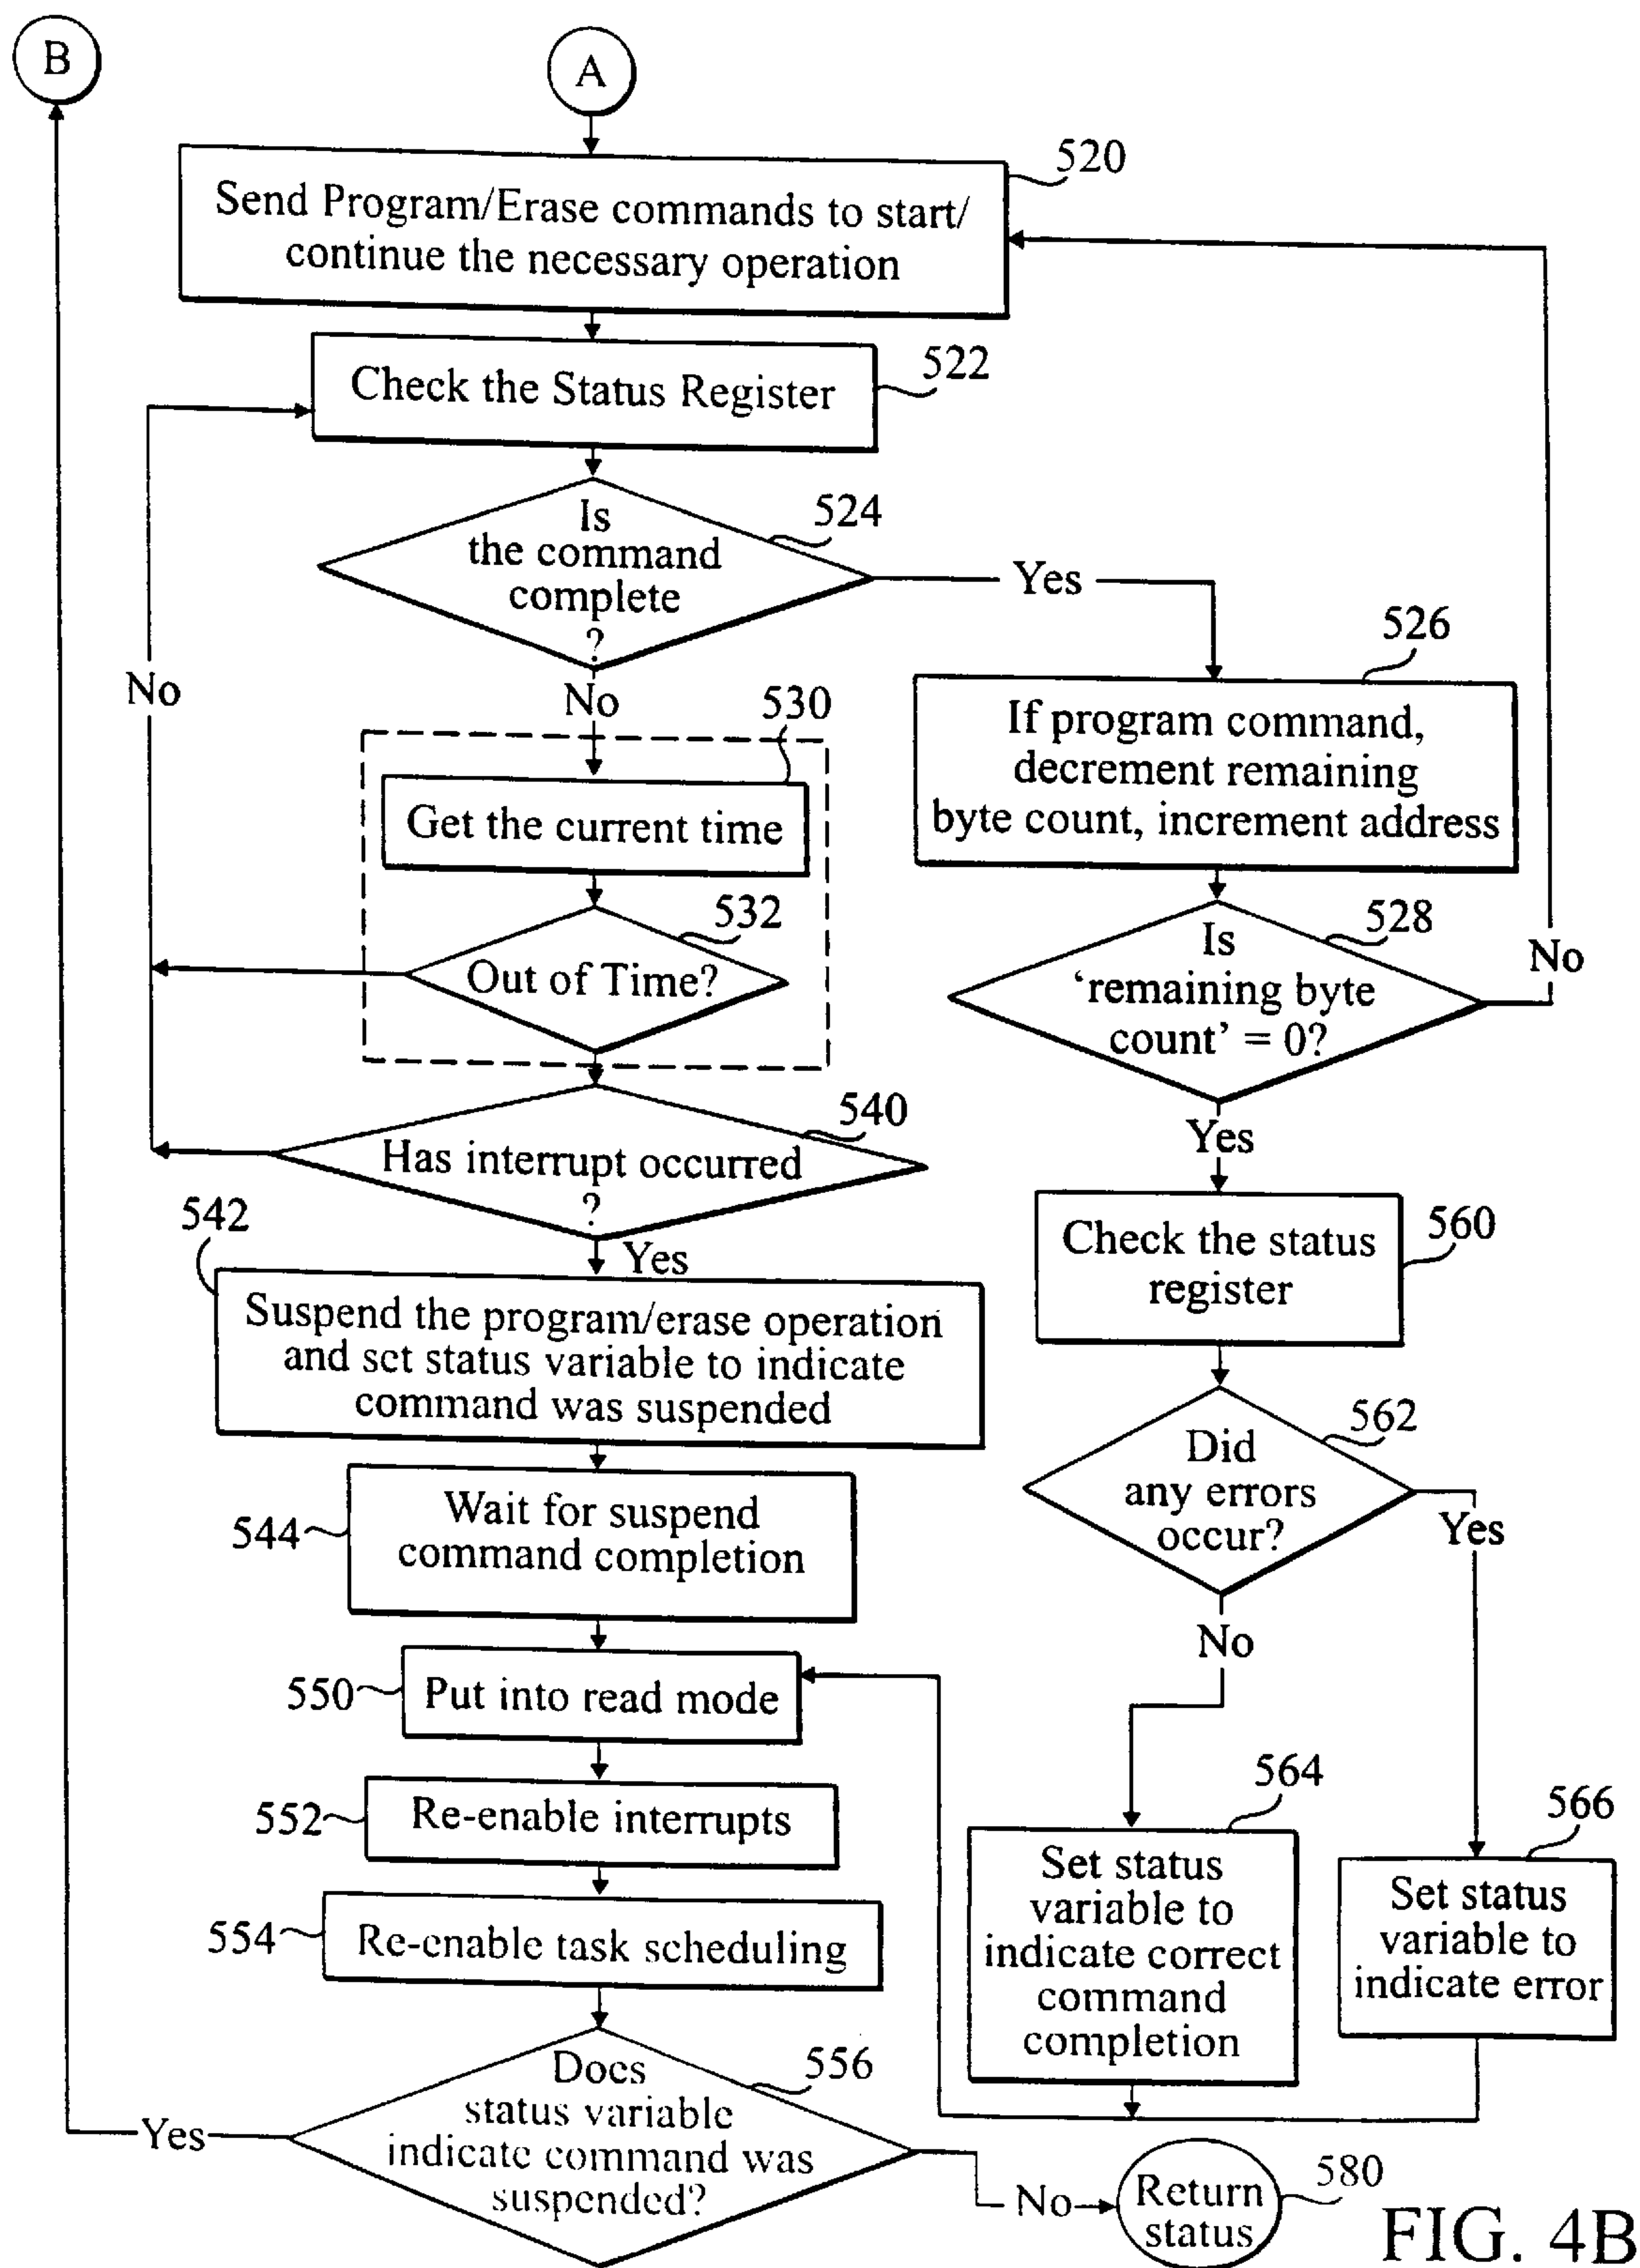 B
A
520
Send Program/Erase commands to start/
continue the necessary operation
Check the Status Register
522
Is
the command
complete
?
524
Yes
No
No
526
If program command,
decrement remaining
byte count, increment address
530
Get the current time
532
Out of Time?
528
Is
‘remaining byte
count’ = 0?
No
Yes
540
Has interrupt occurred
?
Yes
542
Suspend the program/erase operation
and set status variable to indicate
command was suspended
560
Check the status
register
562
Did
any errors
occur?
Yes
No
544
Wait for suspend
command completion
550
Put into read mode
552
Re-enable interrupts
554
Re-enable task scheduling
564
Set status
variable to
indicate correct
command
completion
566
Set status
variable to
indicate error
556
Does
status variable
indicate command was
suspended?
Yes
No
Return
status
580
FIG. 4B